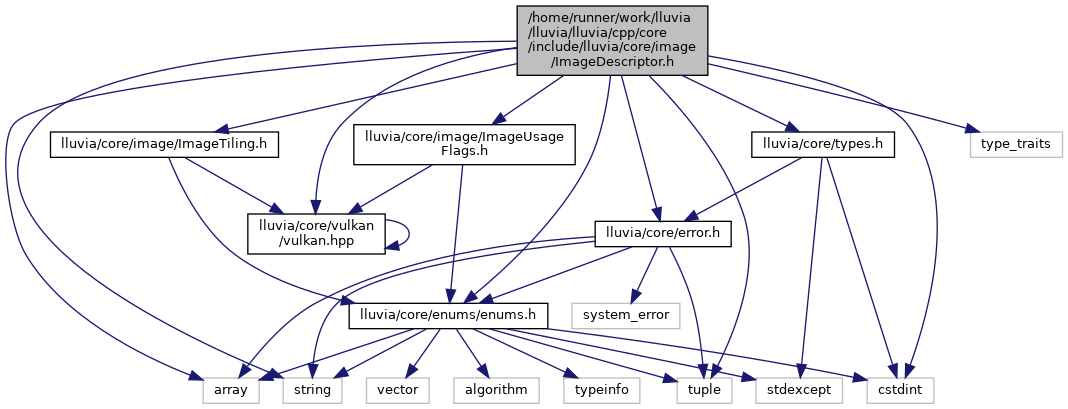 /home/runner/work/lluvia
/lluvia/lluvia/cpp/core
/include/lluvia/core/image
/ImageDescriptor.h
lluvia/core/image/ImageTiling.h
lluvia/core/image/ImageUsage
Flags.h
lluvia/core/types.h
type_traits
lluvia/core/vulkan
/vulkan.hpp
lluvia/core/error.h
lluvia/core/enums/enums.h
system_error
array
string
vector
algorithm
typeinfo
tuple
stdexcept
cstdint